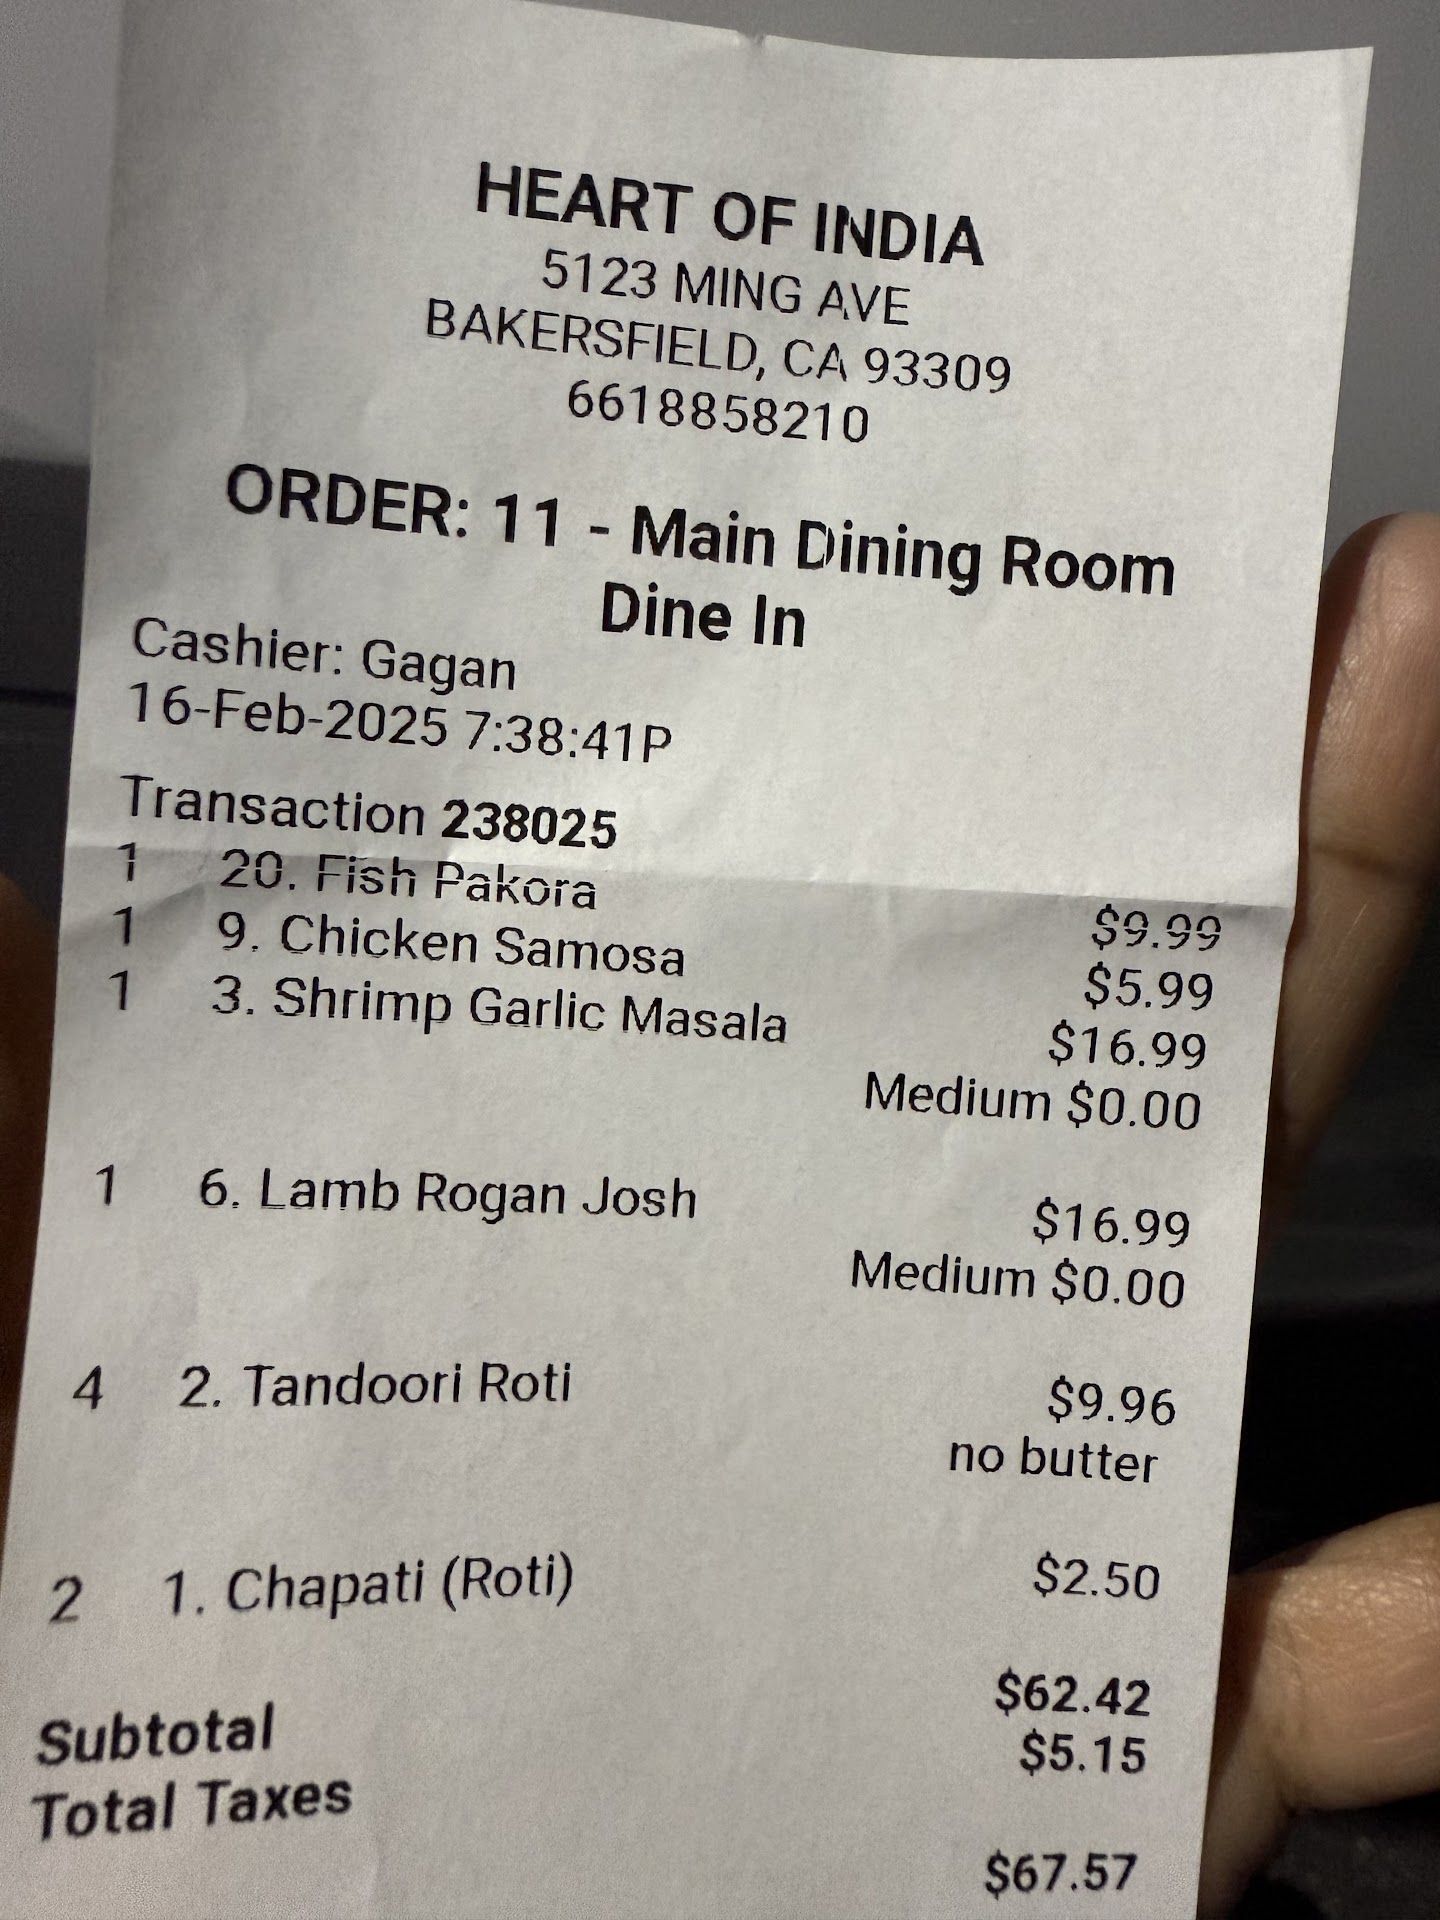 HEART OF INDIA
5123 MING AVE
BAKERSFIELD, CA 93309
6618858210
ORDER: 11 - Main Dining Room
Dine In
Cashier: Gagan
16-Feb-2025 7:38:41P
Transaction 238025
1 20. Fish Pakora $9.99
1 9. Chicken Samosa $5.99
1 3. Shrimp Garlic Masala $16.99
Medium $0.00
1 6. Lamb Rogan Josh $16.99
Medium $0.00
4 2. Tandoori Roti $9.96
no butter
2 1. Chapati (Roti) $2.50
Subtotal $62.42
Total Taxes $5.15
$67.57